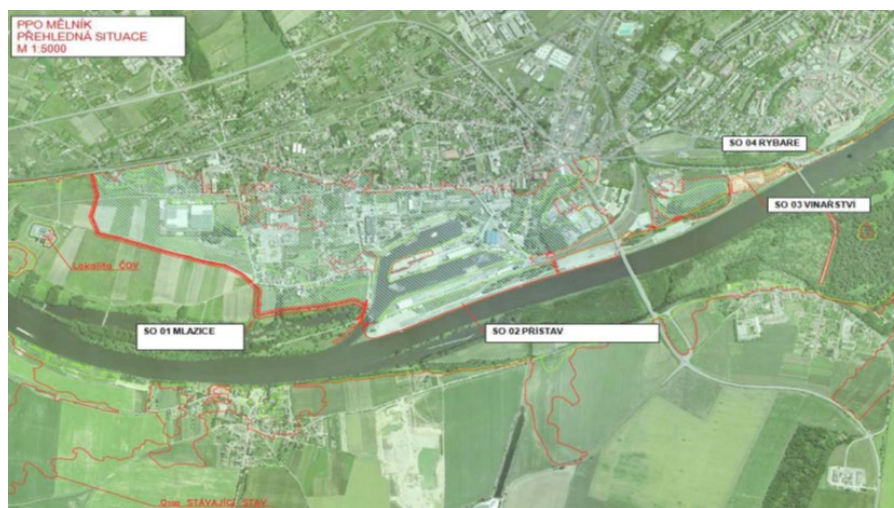 PPO MĚLNÍK
PŘEHLEDNÁ SITUACE
M 1:5000
SO 04 RYBARE
SO 03 VINAŘSTVÍ
Lokalita ČOV
SO 01 MLAZICE
SO 02 PŘÍSTAV
STÁVAJÍCÍ STAV